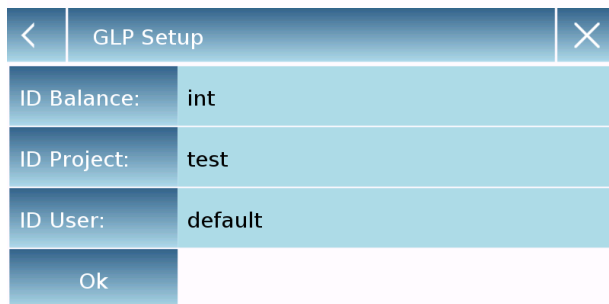 GLP Setup
ID Balance: int
ID Project: test
ID User: default
Ok